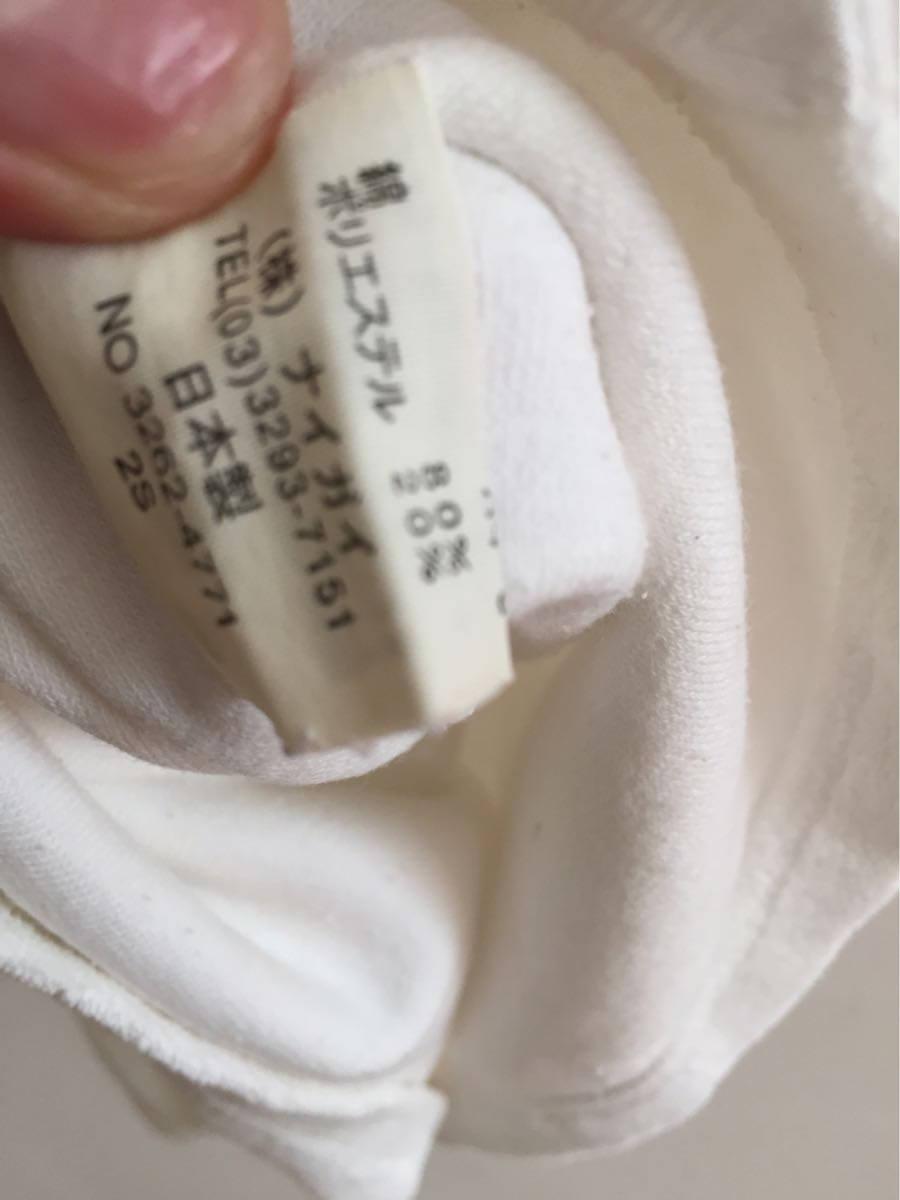 綿 80%
ポリエステル 20%
(株) ナイガイ
TEL(03)3293-7151
日本製
NO 3262-4771
2S